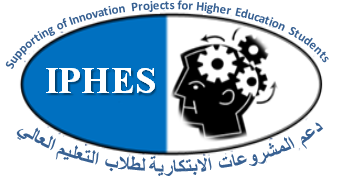 Supporting of Innovation Projects for Higher Education Students
IPHES
دعم المشروعات الابتكارية لطلاب التعليم العالي